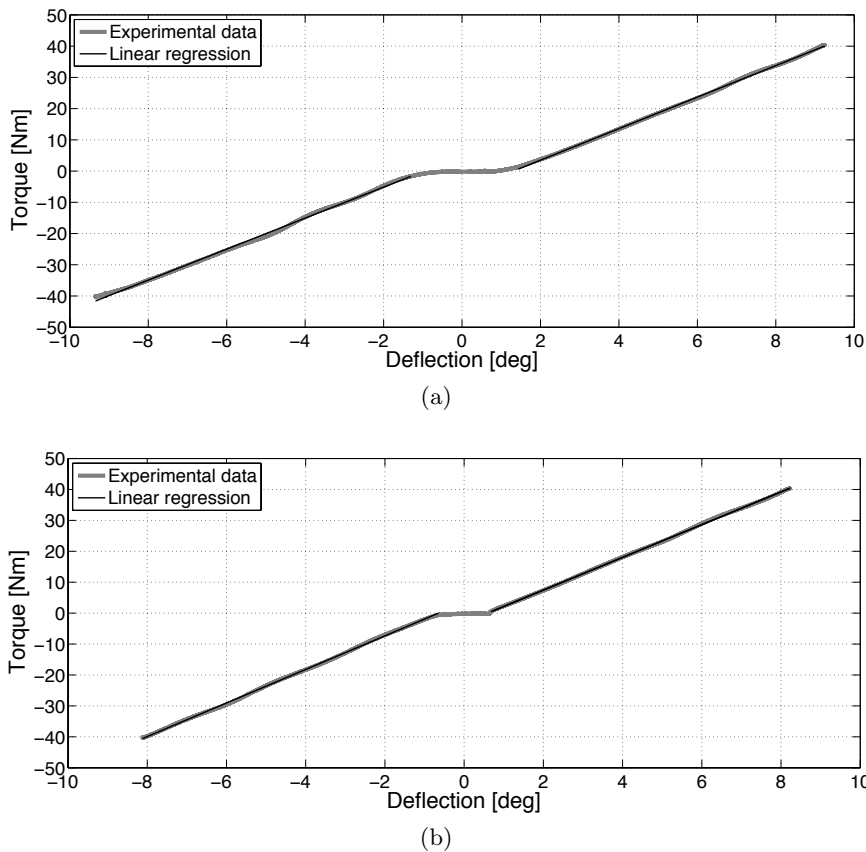 Experimental data
Linear regression
50
40
30
20
10
0
−10
−20
−30
−40
−50
Torque [Nm]
−10 −8 −6 −4 −2 0 2 4 6 8 10
Deflection [deg]
(a)
Experimental data
Linear regression
50
40
30
20
10
0
−10
−20
−30
−40
−50
Torque [Nm]
−10 −8 −6 −4 −2 0 2 4 6 8 10
Deflection [deg]
(b)